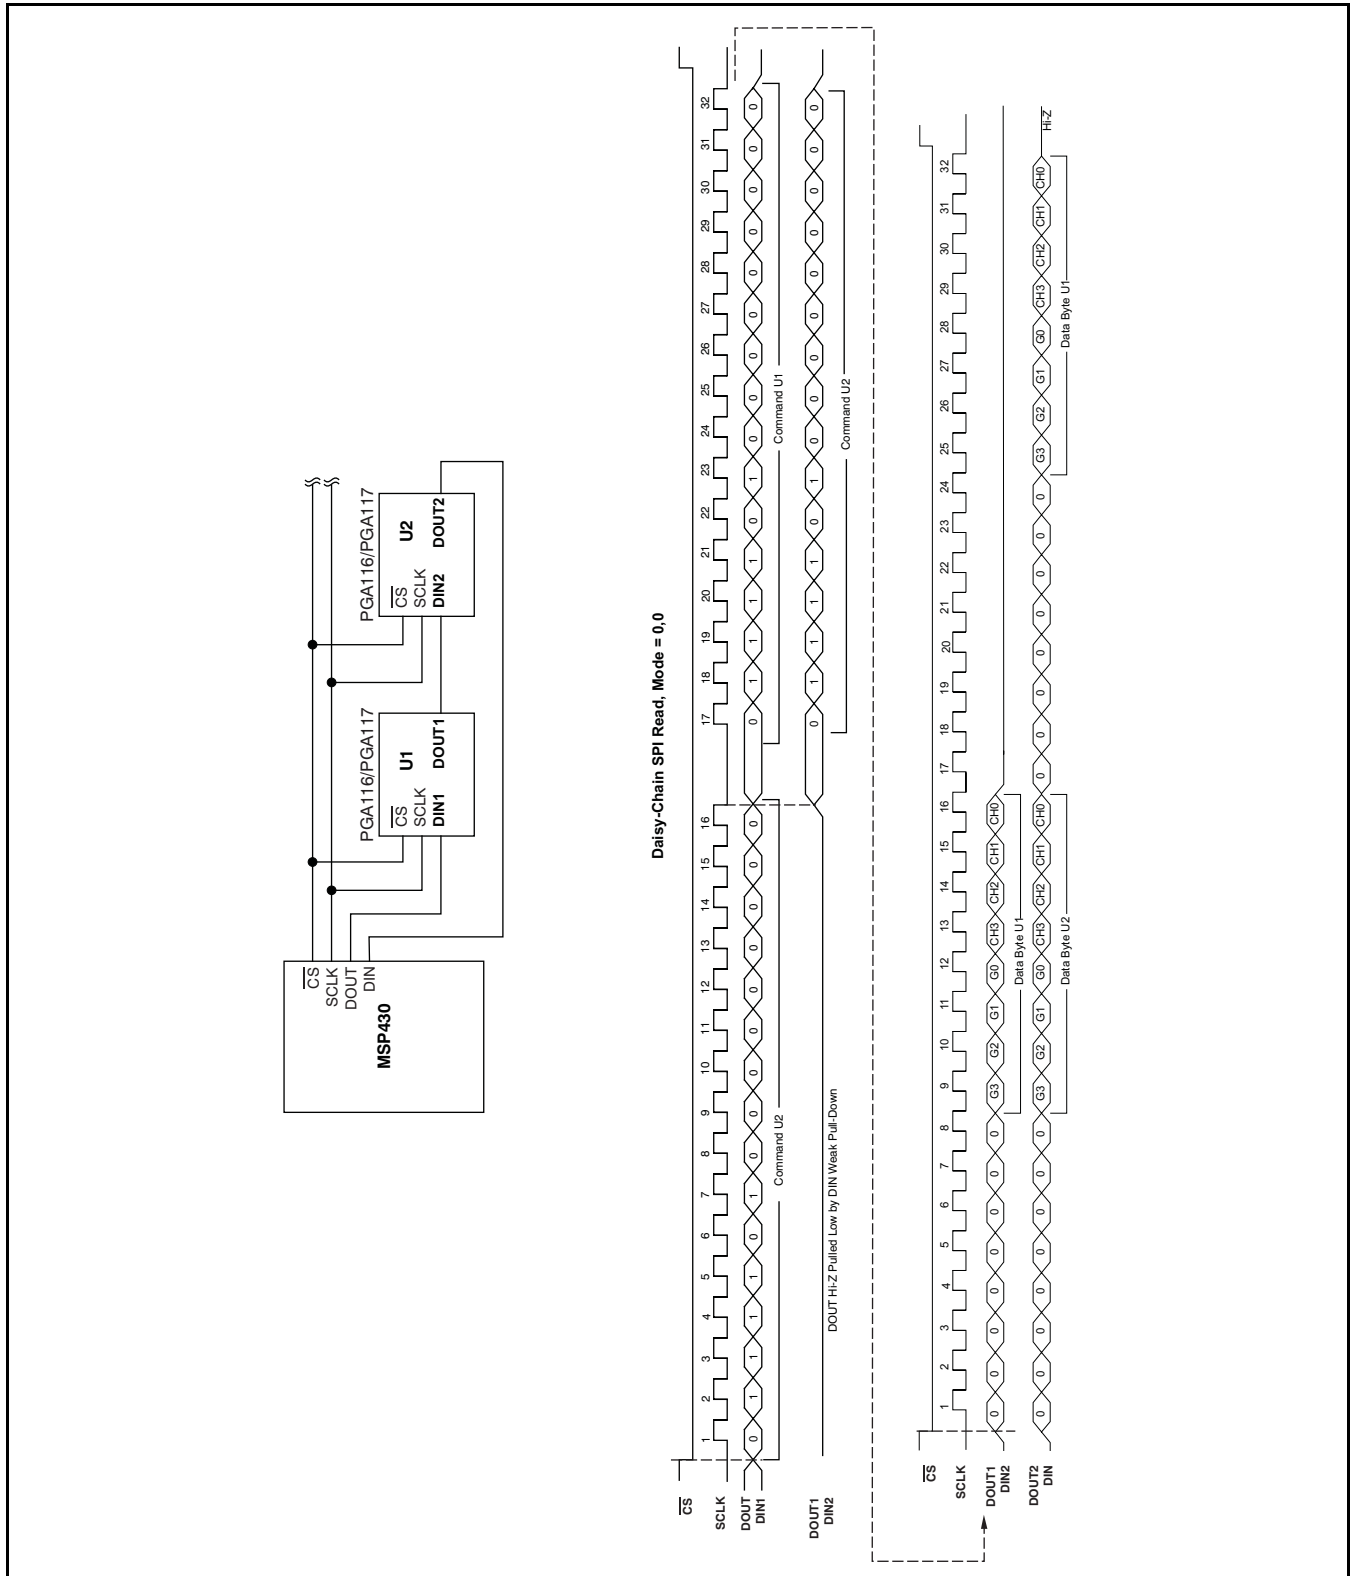 MSP430
CS
SCLK
DOUT
DIN
PGA116/PGA117
U1
CS
SCLK
DIN1
DOUT1
PGA116/PGA117
U2
CS
SCLK
DIN2
DOUT2
Daisy-Chain SPI Read, Mode = 0,0
CS
SCLK
1 2 3 4 5 6 7 8 9 10 11 12 13 14 15 16 17 18 19 20 21 22 23 24 25 26 27 28 29 30 31 32
DOUT
DIN1
0 1 1 1 1 0 1 0 0 0 0 0 0 0 0 0 0 1 1 1 1 0 1 0 0 0 0 0 0 0 0 0
Command U2
Command U1
DOUT1
DIN2
DOUT Hi-Z Pulled Low by DIN Weak Pull-Down
0 1 1 1 1 0 1 0 0 0 0 0 0 0 0 0
Command U2
CS
SCLK
1 2 3 4 5 6 7 8 9 10 11 12 13 14 15 16 17 18 19 20 21 22 23 24 25 26 27 28 29 30 31 32
DOUT1
DIN2
0 0 0 0 0 0 0 0 G3 G2 G1 G0 CH3 CH2 CH1 CH0
Data Byte U1
DOUT2
DIN
0 0 0 0 0 0 0 0 G3 G2 G1 G0 CH3 CH2 CH1 CH0 0 0 0 0 0 0 0 0 G3 G2 G1 G0 CH3 CH2 CH1 CH0 Hi-Z
Data Byte U2
Data Byte U1